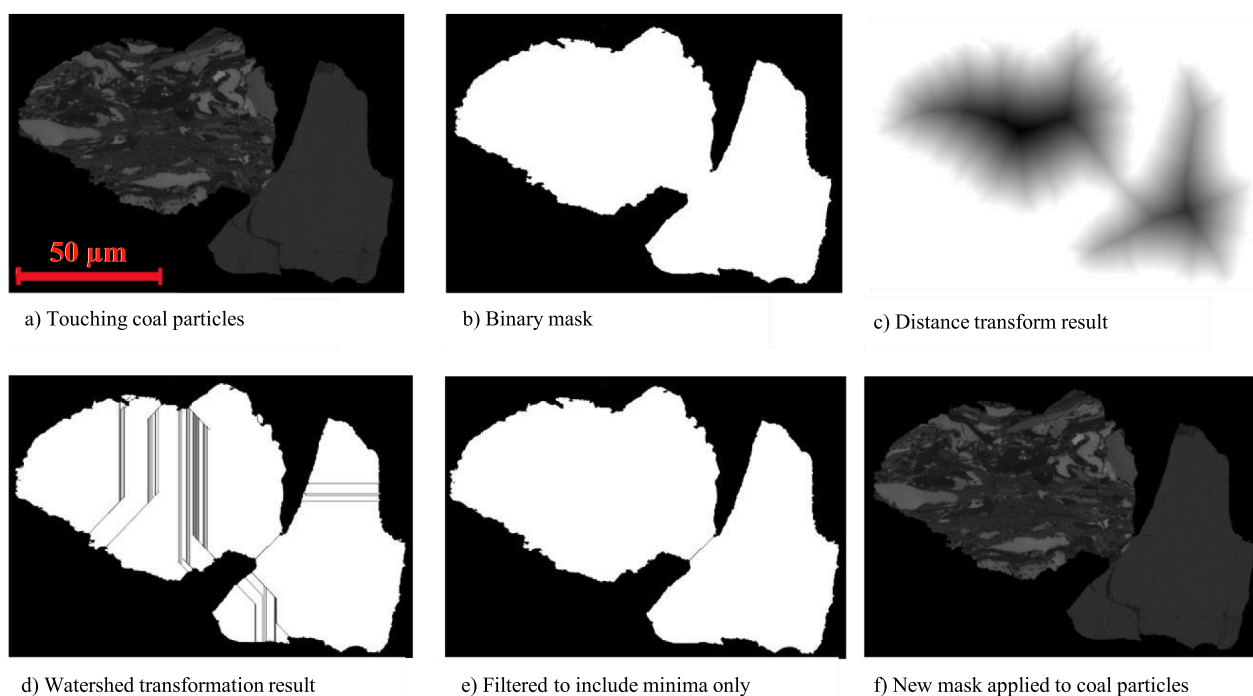 50 µm
a) Touching coal particles
b) Binary mask
c) Distance transform result
d) Watershed transformation result
e) Filtered to include minima only
f) New mask applied to coal particles